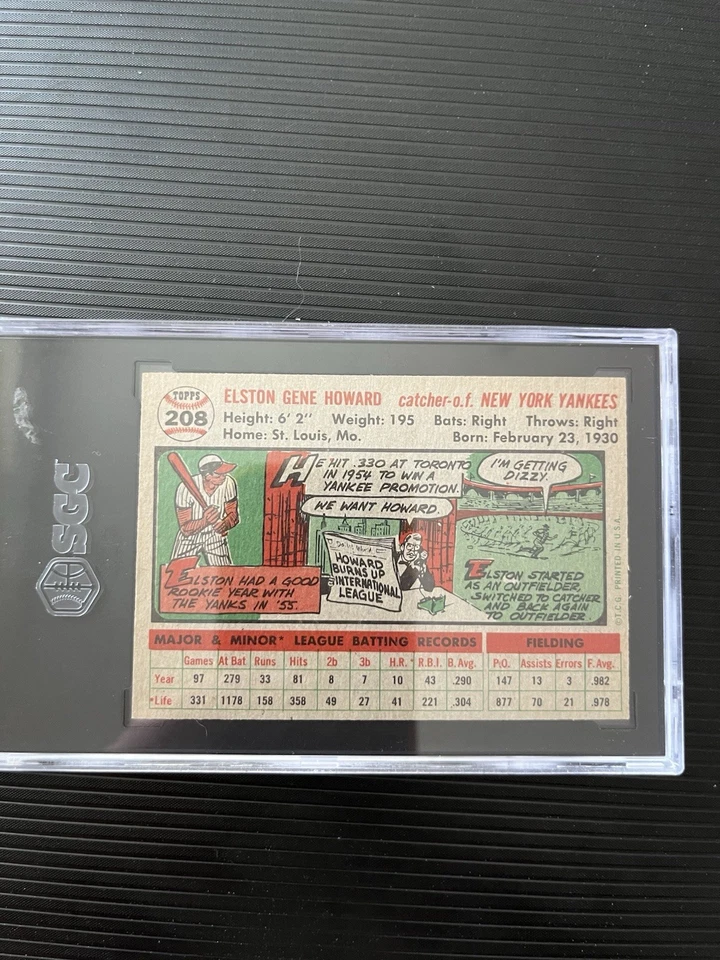 SGC
TOPPS
208
ELSTON GENE HOWARD catcher-o.f. NEW YORK YANKEES
Height: 6' 2" Weight: 195 Bats: Right Throws: Right
Home: St. Louis, Mo. Born: February 23, 1930
HE HIT .330 AT TORONTO
IN 1954 TO WIN A
YANKEE PROMOTION.
WE WANT HOWARD.
HOWARD
BURNS UP
INTERNATIONAL
LEAGUE
I'M GETTING
DIZZY.
ELSTON HAD A GOOD
ROOKIE YEAR WITH
THE YANKS IN '55.
ELSTON STARTED
AS AN OUTFIELDER,
SWITCHED TO CATCHER
AND BACK AGAIN
TO OUTFIELDER.
©T.C.G. PRINTED IN U.S.A.
MAJOR & MINOR* LEAGUE BATTING RECORDS FIELDING
Games At Bat Runs Hits 2b 3b H.R. R.B.I. B.Avg. P.O. Assists Errors F.Avg.
Year 97 279 33 81 8 7 10 43 .290 147 13 3 .982
*Life 331 1178 158 358 49 27 41 221 .304 877 70 21 .978